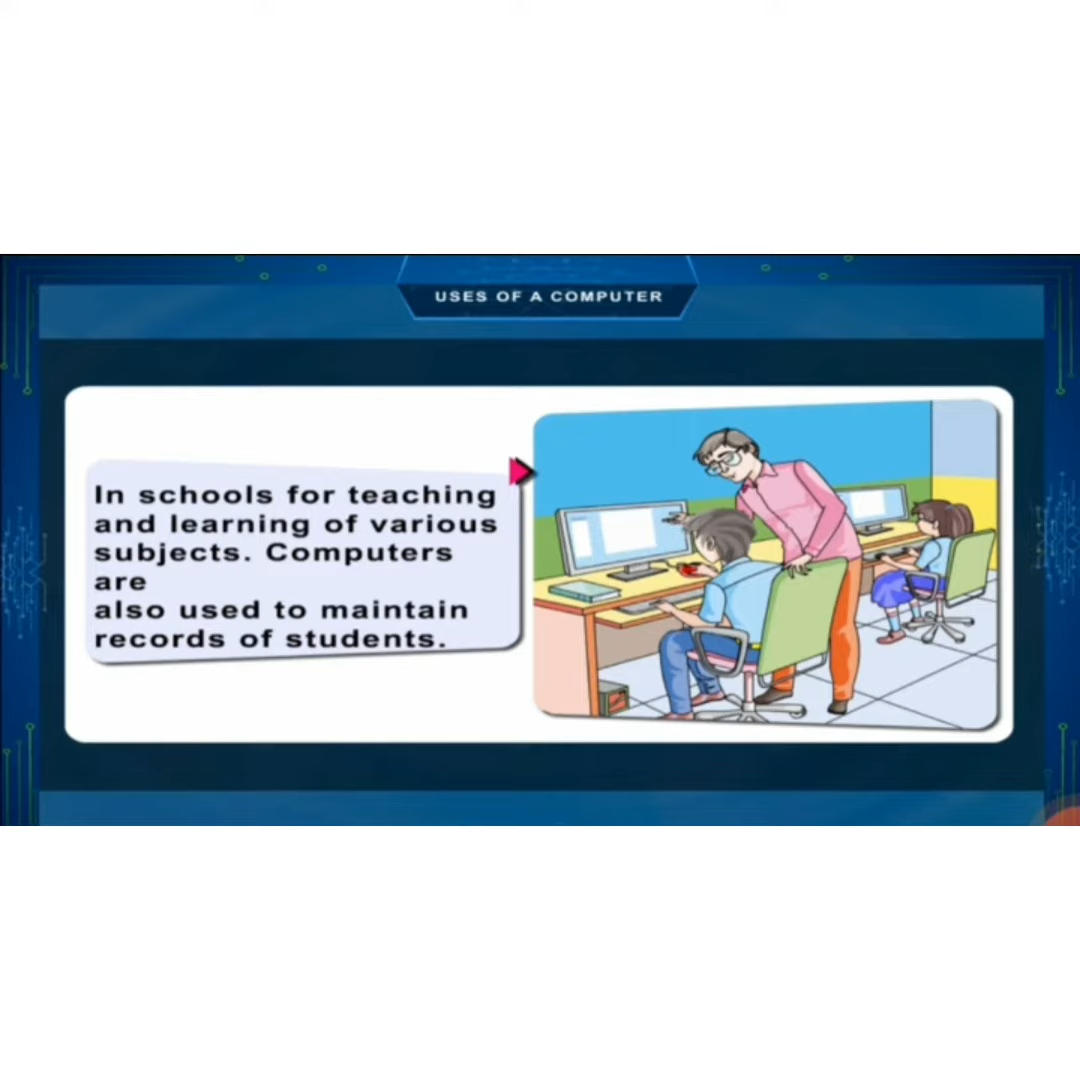 USES OF A COMPUTER
In schools for teaching
and learning of various
subjects. Computers
are
also used to maintain
records of students.